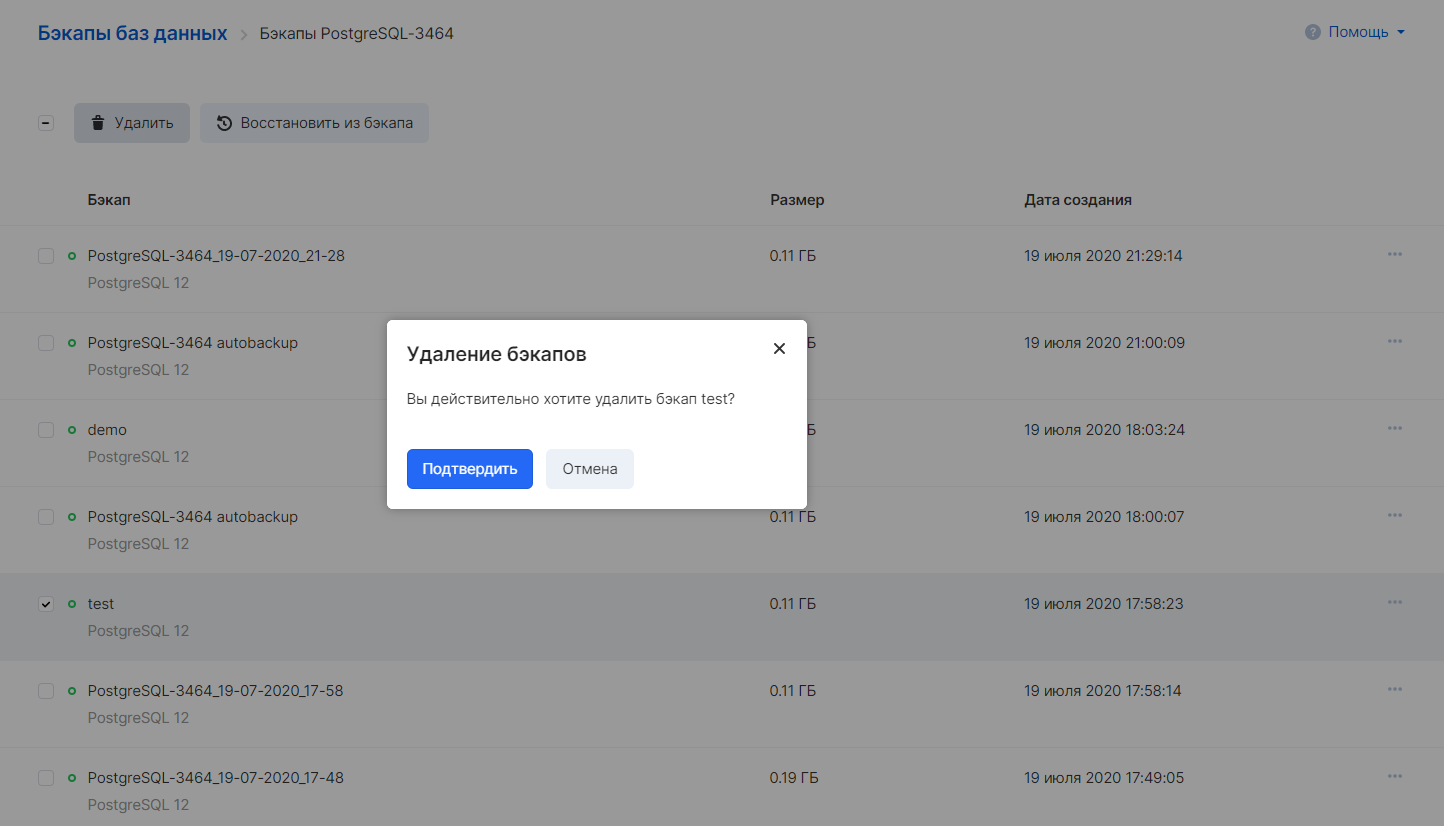 Бэкапы баз данных > Бэкапы PostgreSQL-3464
? Помощь
Удалить Восстановить из бэкапа
Бэкап Размер Дата создания
PostgreSQL-3464_19-07-2020_21-28 0.11 ГБ 19 июля 2020 21:29:14
PostgreSQL 12
PostgreSQL-3464 autobackup Б 19 июля 2020 21:00:09
PostgreSQL 12
demo Б 19 июля 2020 18:03:24
PostgreSQL 12
PostgreSQL-3464 autobackup 0.11 ГБ 19 июля 2020 18:00:07
PostgreSQL 12
test 0.11 ГБ 19 июля 2020 17:58:23
PostgreSQL 12
PostgreSQL-3464_19-07-2020_17-58 0.11 ГБ 19 июля 2020 17:58:14
PostgreSQL 12
PostgreSQL-3464_19-07-2020_17-48 0.19 ГБ 19 июля 2020 17:49:05
PostgreSQL 12
Удаление бэкапов
Вы действительно хотите удалить бэкап test?
Подтвердить Отмена